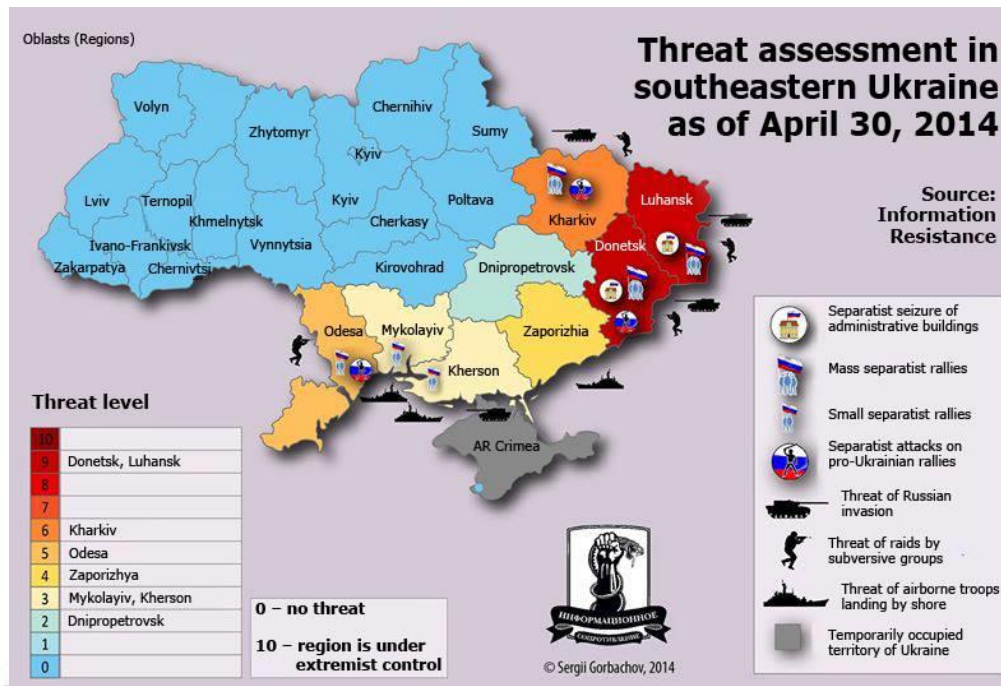 Oblasts (Regions)
Threat assessment in
southeastern Ukraine
as of April 30, 2014
Source:
Information
Resistance
Volyn
Zhytomyr
Chernihiv
Sumy
Kyiv
Lviv
Ternopil
Khmelnytsk
Kyiv
Poltava
Cherkasy
Ivano-Frankivsk
Vynnytsia
Zakarpatya
Chernivtsi
Kirovohrad
Kharkiv
Luhansk
Donetsk
Dnipropetrovsk
Zaporizhia
Odesa
Mykolayiv
Kherson
AR Crimea
Threat level
10
9 Donetsk, Luhansk
8
7
6 Kharkiv
5 Odesa
4 Zaporizhya
3 Mykolayiv, Kherson
2 Dnipropetrovsk
1
0
0 – no threat
10 – region is under
extremist control
ИНФОРМАЦИОННОЕ
СОПРОТИВЛЕНИЕ
© Sergii Gorbachov, 2014
Separatist seizure of
administrative buildings
Mass separatist rallies
Small separatist rallies
Separatist attacks on
pro-Ukrainian rallies
Threat of Russian
invasion
Threat of raids by
subversive groups
Threat of airborne troops
landing by shore
Temporarily occupied
territory of Ukraine